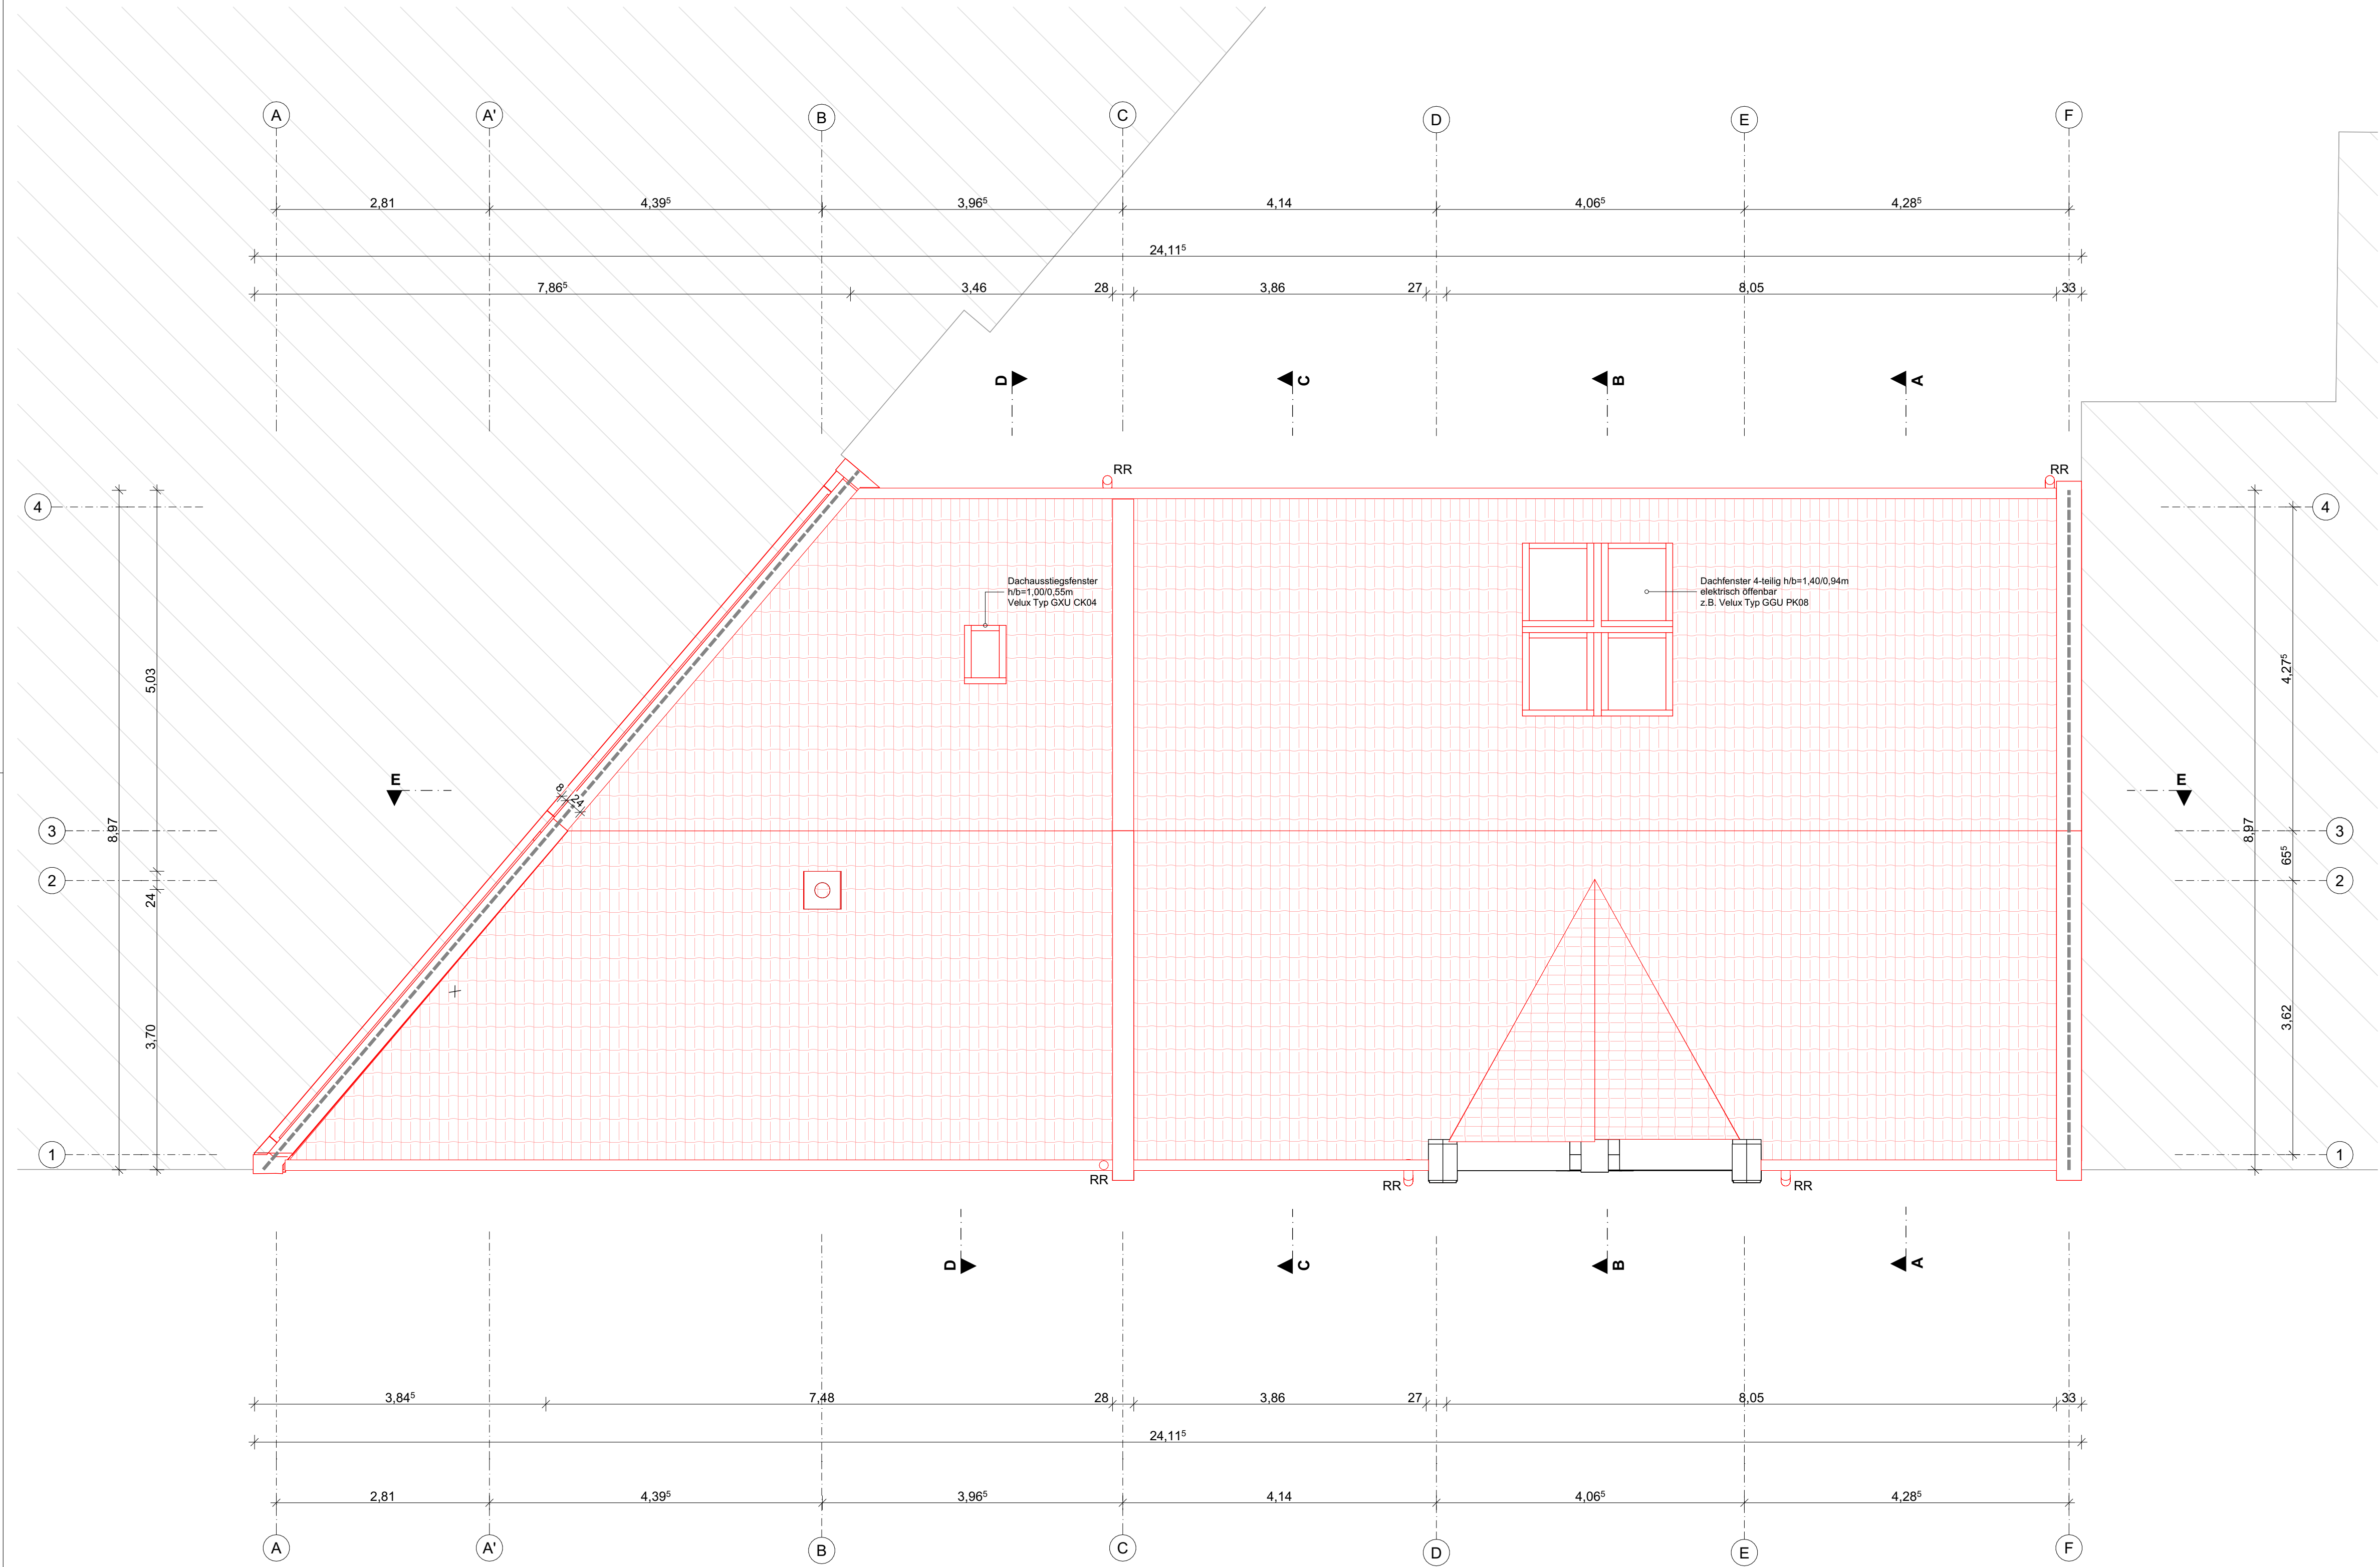 A A' B C D E F
2,81 4,39⁵ 3,96⁵ 4,14 4,06⁵ 4,28⁵
24,11⁵
7,86⁵ 3,46 28 3,86 27 8,05 33
D C B A
RR RR
4 4
Dachausstiegsfenster
h/b=1,00/0,55m
Velux Typ GXU CK04
Dachfenster 4-teilig h/b=1,40/0,94m
elektrisch öffenbar
z.B. Velux Typ GGU PK08
5,03 4,27⁵
E E
8 24
3 8,97 8,97 3
2 65⁵ 2
24
3,70 3,62
1 1
RR RR RR
D C B A
3,84⁵ 7,48 28 3,86 27 8,05 33
24,11⁵
2,81 4,39⁵ 3,96⁵ 4,14 4,06⁵ 4,28⁵
A A' B C D E F